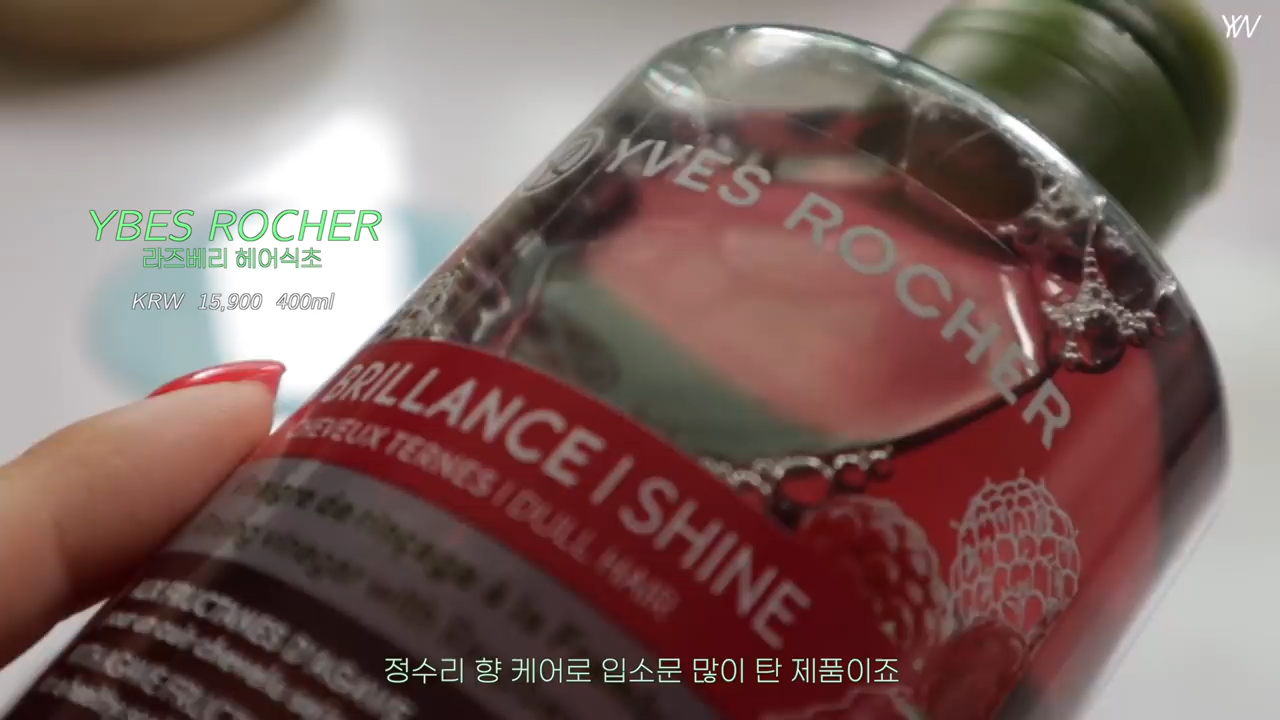 YW
YBES ROCHER
라즈베리 헤어식초
KRW 15,900 400ml
YVES ROCHER
BRILLANCE | SHINE
CHEVEUX TERNES | DULL HAIR
vinegar with
정수리 향 케어로 입소문 많이 탄 제품이죠